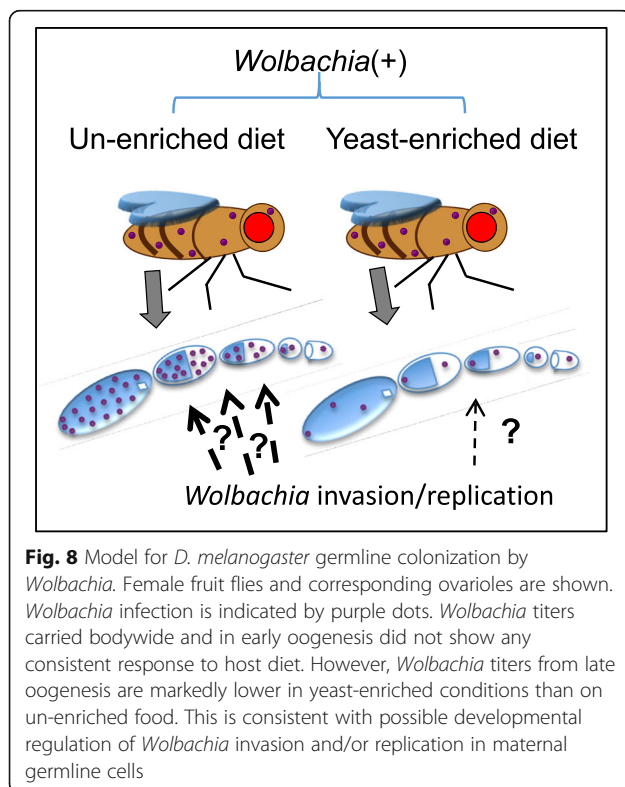 Wolbachia(+)
Un-enriched diet Yeast-enriched diet
? ? ?
Wolbachia invasion/replication
Fig. 8 Model for D. melanogaster germline colonization by
Wolbachia. Female fruit flies and corresponding ovarioles are shown.
Wolbachia infection is indicated by purple dots. Wolbachia titers
carried bodywide and in early oogenesis did not show any
consistent response to host diet. However, Wolbachia titers from late
oogenesis are markedly lower in yeast-enriched conditions than on
un-enriched food. This is consistent with possible developmental
regulation of Wolbachia invasion and/or replication in maternal
germline cells